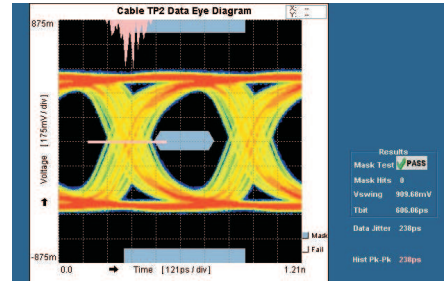 Cable TP2 Data Eye Diagram
X: --
Y: --
875m
Voltage [175mV / div]
-875m
0.0
Time [121ps / div]
1.21n
Mask
Fail
Results
Mask Test PASS
Mask Hits 0
Vswing 909.60mV
Tbit 606.06ps
Data Jitter 238ps
Hist Pk-Pk 238ps